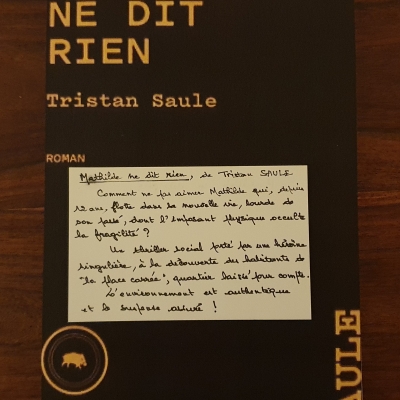 NE DIT
RIEN
Tristan Saule
ROMAN
Mathilde ne dit rien, de Tristan SAULE
Comment ne pas aimer Mathilde qui, depuis
12 ans, flotte dans sa nouvelle vie, lourde de
son passé, dont l'imposant physique occulte
la fragilité ?
Un thriller social porté par une héroïne
singulière, à la découverte des habitants de
"la place carrée", quartier laissé pour compte.
L'environnement est authentique
et le suspense assuré !
AULE